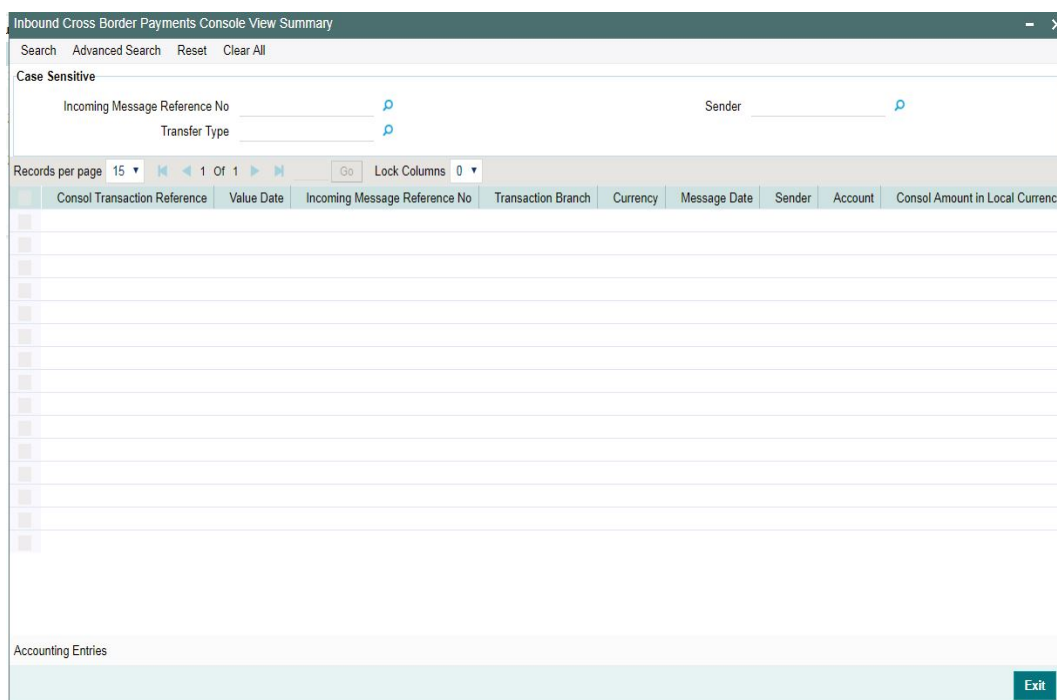 Inbound Cross Border Payments Console View Summary
Search Advanced Search Reset Clear All
Case Sensitive
Incoming Message Reference No Sender
Transfer Type
Records per page 15 1 Of 1 Go Lock Columns 0
Consol Transaction Reference Value Date Incoming Message Reference No Transaction Branch Currency Message Date Sender Account Consol Amount in Local Currenc
Accounting Entries
Exit